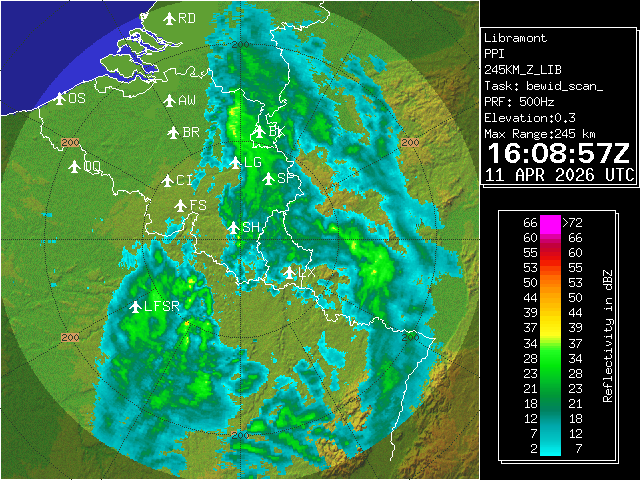 RD
200
OS
AW
BR
BK
200
200
LG
QQ
CI
SP
FS
SH
LX
LFSR
200
200
200
Libramont
PPI
245KM_Z_LIB
Task: bewid_scan_
PRF: 500Hz
Elevation:0.3
Max Range:245 km
16:08:57Z
11 APR 2026 UTC
66 >72
60 66
55 60
53 55
50 53
44 50
39 44
37 39
34 37
28 34
23 28
21 23
18 21
12 18
7 12
2 7
Reflectivity in dBZ